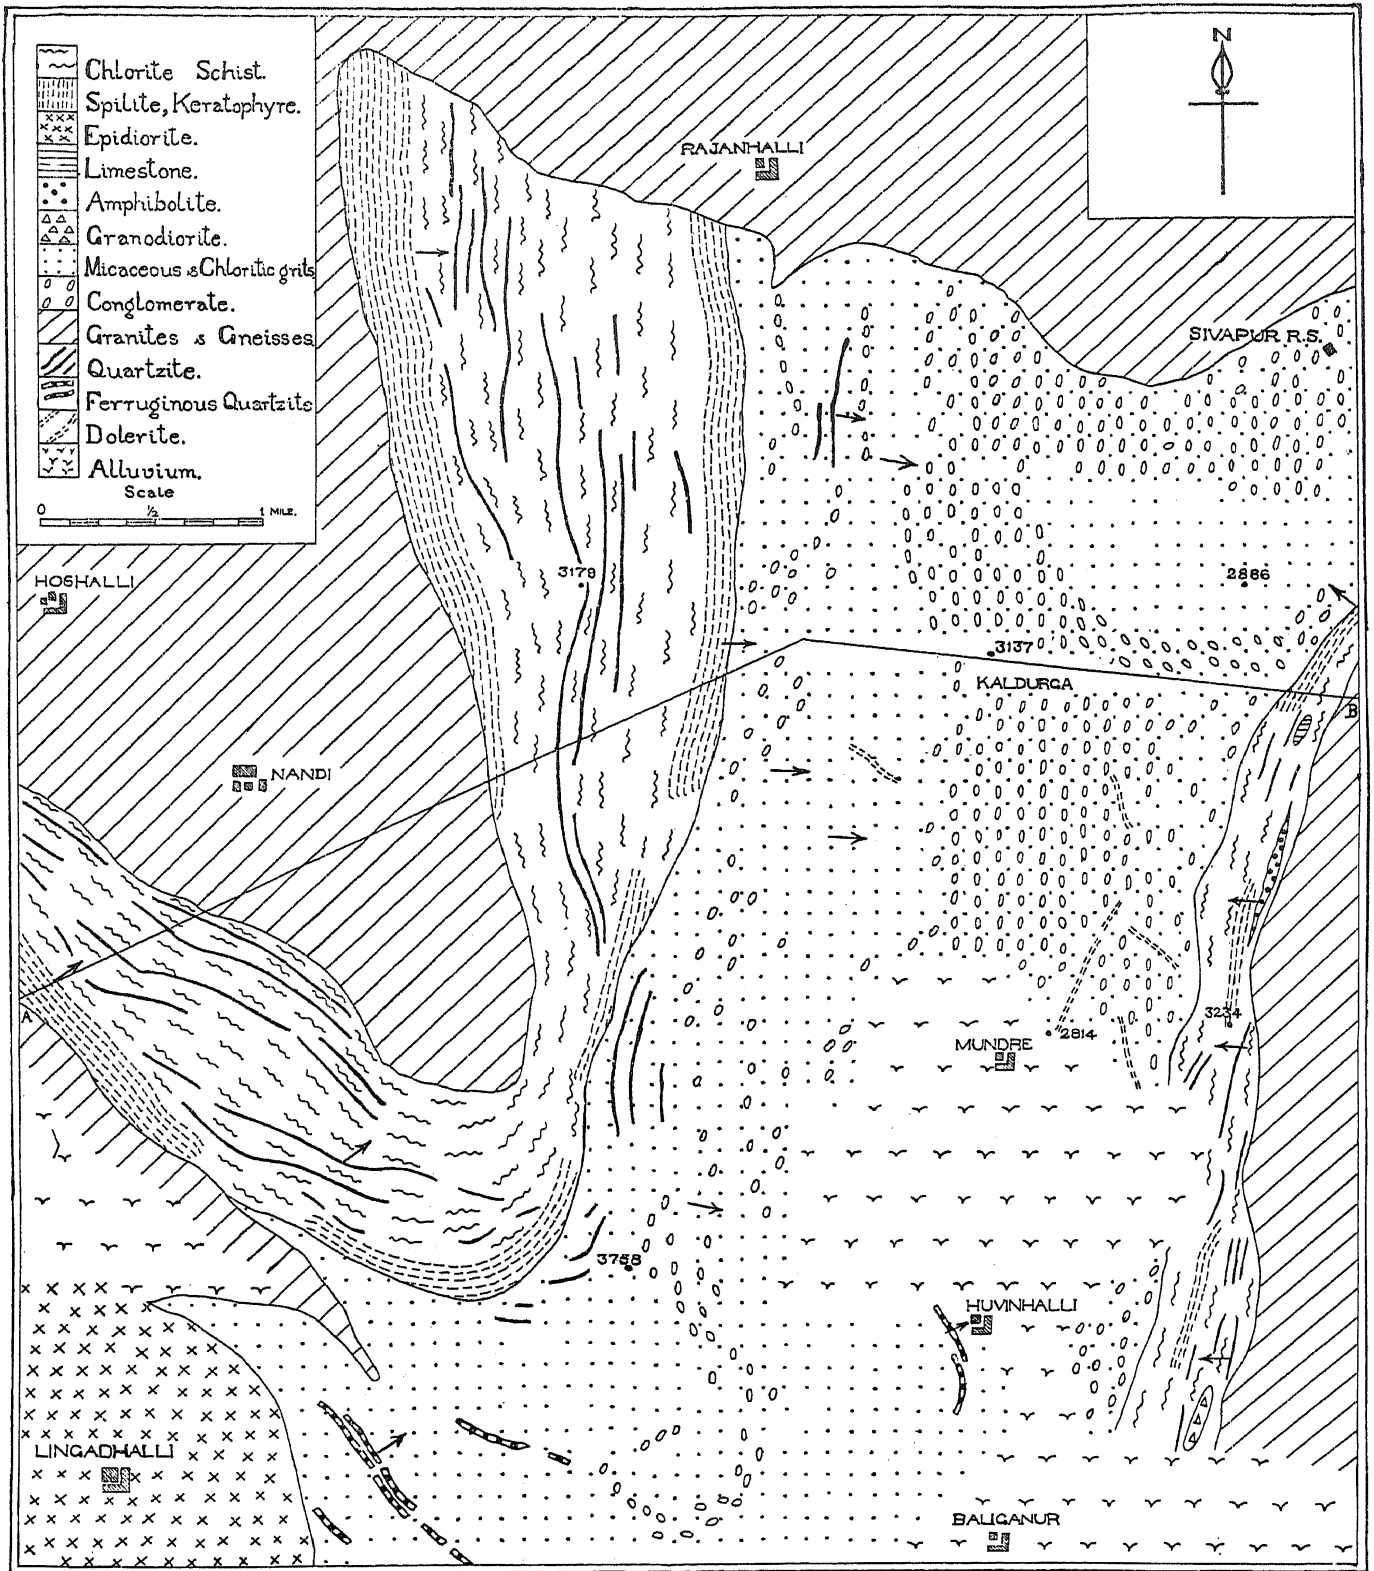 Chlorite Schist.
Spilite, Keratophyre.
Epidiorite.
Limestone.
Amphibolite.
Granodiorite.
Micaceous & Chloritic grits
Conglomerate.
Granites & Gneisses
Quartzite.
Ferruginous Quartzite
Dolerite.
Alluvium.
Scale
0 ½ 1 MILE.
N
RAJANHALLI
SIVAPUR R.S.
HOSHALLI
3178
2886
3137
KALDURGA
B
NANDI
A
3234
2814
MUNDRE
3758
HUVINHALLI
LINGADHALLI
BALIGANUR